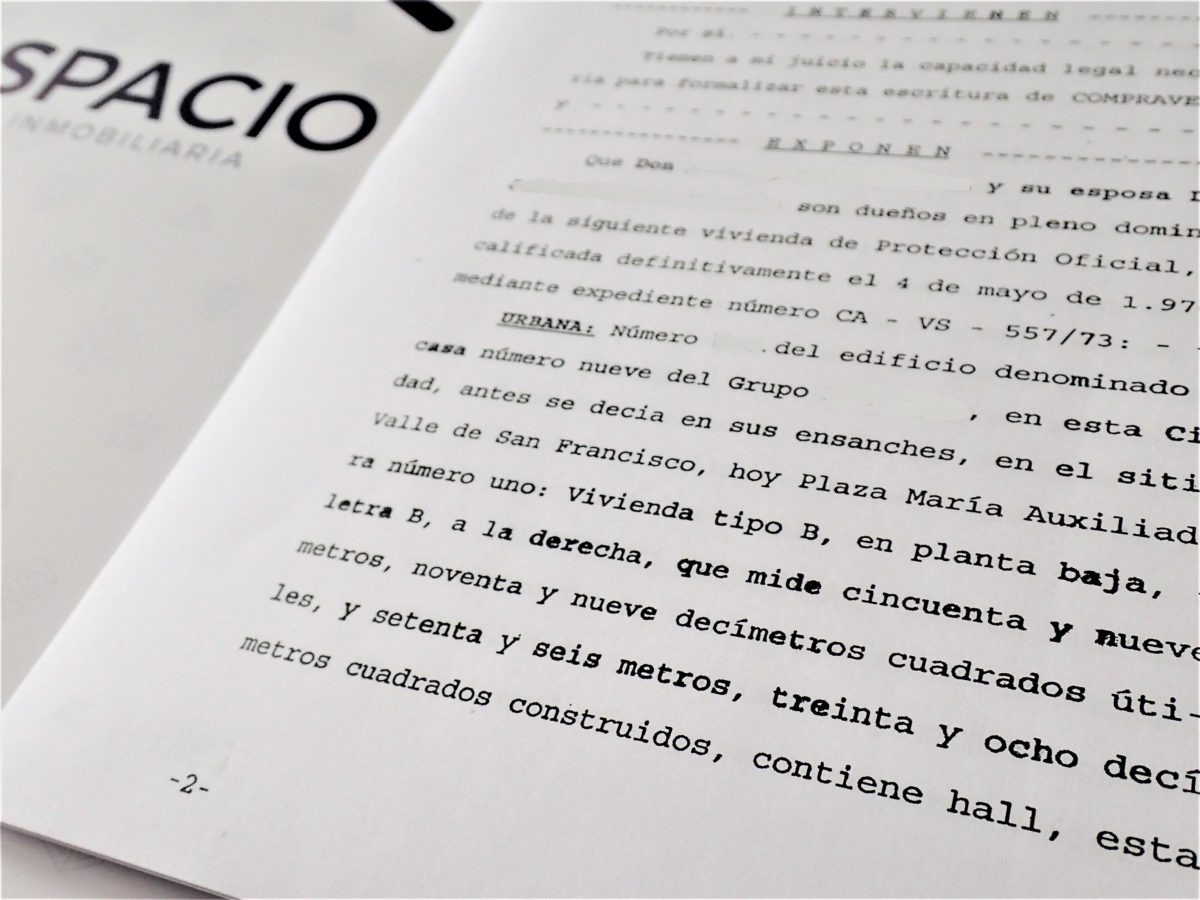 SPACIO
INMOBILIARIA
INTERVIENEN
Por sí.
Tienen a mi juicio la capacidad legal nec
ria para formalizar esta escritura de COMPRAVE
y
EXPONEN
Que Don y su esposa D
son dueños en pleno domin
de la siguiente vivienda de Protección Oficial,
calificada definitivamente el 4 de mayo de 1.97
mediante expediente número CA - VS - 557/73: -
URBANA: Número .del edificio denominado
casa número nueve del Grupo , en esta Ci
dad, antes se decia en sus ensanches, en el siti
Valle de San Francisco, hoy Plaza María Auxiliad
ra número uno: Vivienda tipo B, en planta baja,
letra B, a la derecha, que mide cincuenta y nueve
metros, noventa y nueve decímetros cuadrados úti-
les, y setenta y seis metros, treinta y ocho decí
metros cuadrados construidos, contiene hall, esta
-2-